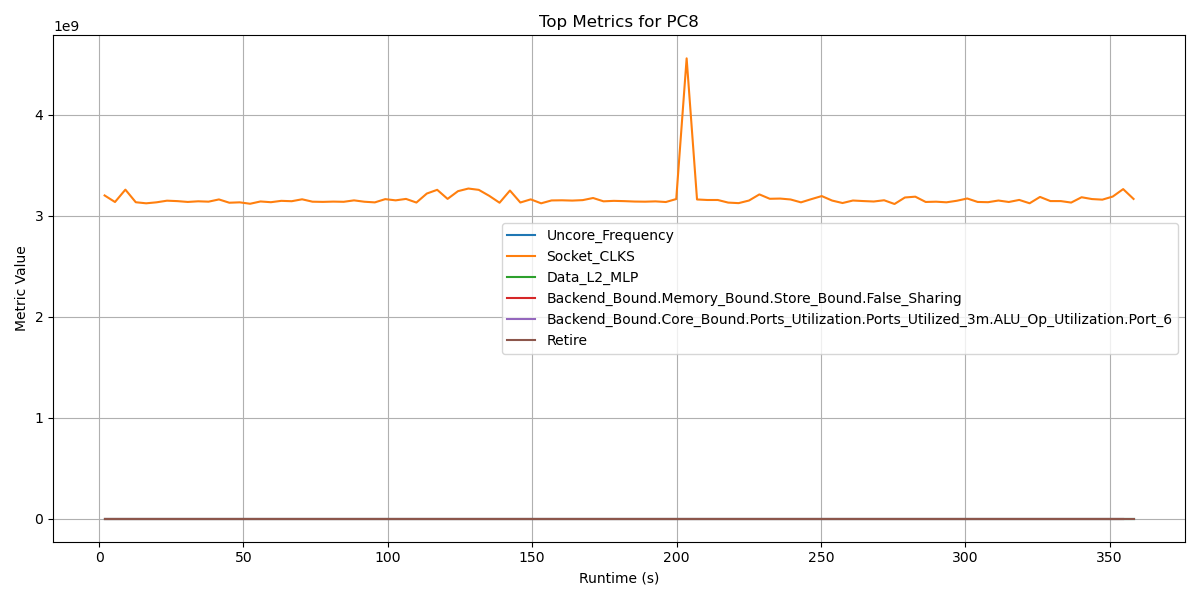 Top Metrics for PC8
1e9
4
3
2
1
0
Metric Value
Uncore_Frequency
Socket_CLKS
Data_L2_MLP
Backend_Bound.Memory_Bound.Store_Bound.False_Sharing
Backend_Bound.Core_Bound.Ports_Utilization.Ports_Utilized_3m.ALU_Op_Utilization.Port_6
Retire
0 50 100 150 200 250 300 350
Runtime (s)